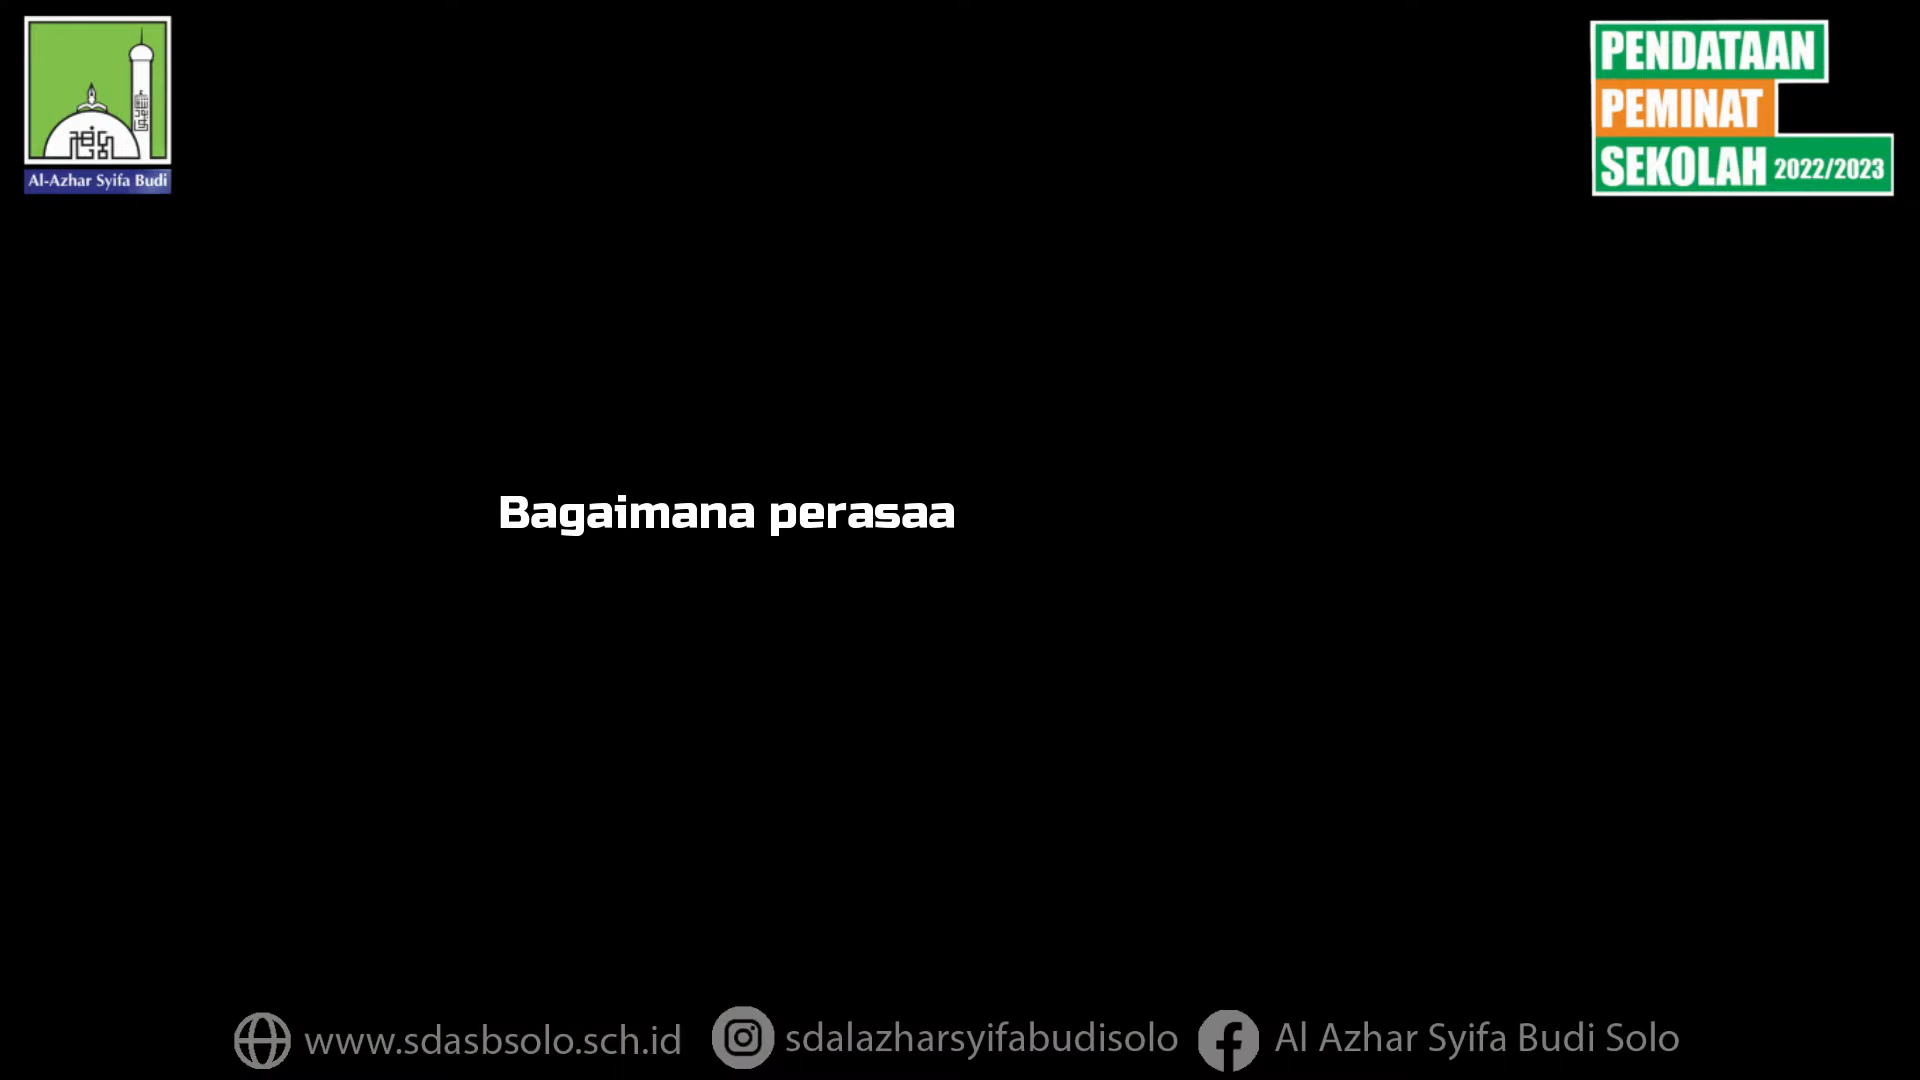 Al-Azhar Syifa Budi
PENDATAAN
PEMINAT
SEKOLAH 2022/2023
Bagaimana perasaa
www.sdasbsolo.sch.id
sdalazharsyifabudisolo
Al Azhar Syifa Budi Solo